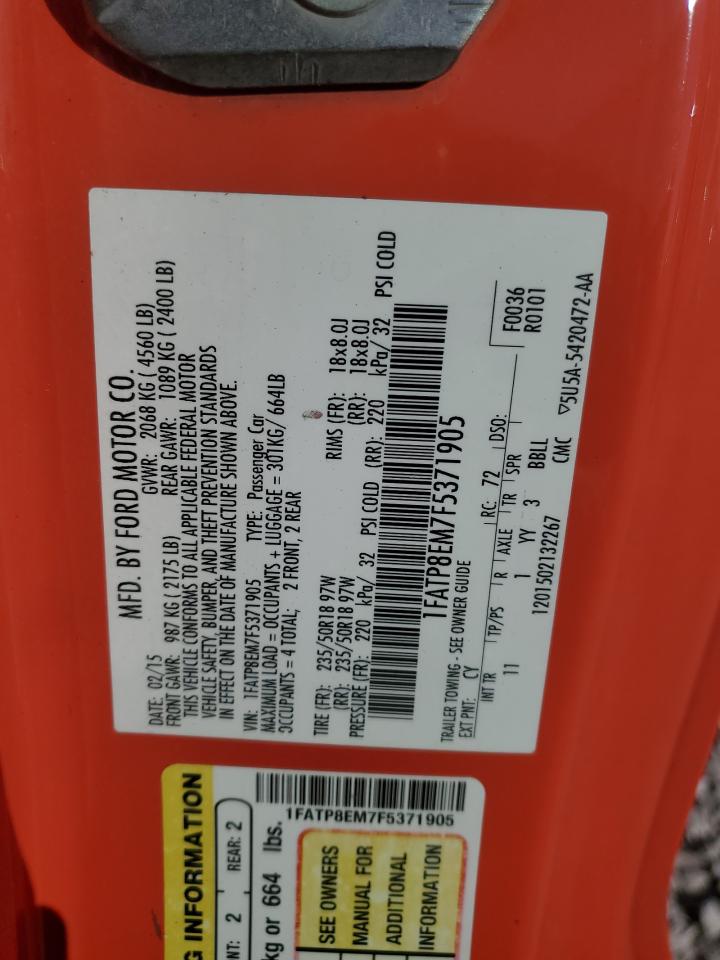 MFD. BY FORD MOTOR CO.
DATE: 02/15 GVWR: 2068 KG ( 4560 LB)
FRONT GAWR: 987 KG ( 2175 LB) REAR GAWR: 1089 KG ( 2400 LB)
THIS VEHICLE CONFORMS TO ALL APPLICABLE FEDERAL MOTOR
VEHICLE SAFETY, BUMPER, AND THEFT PREVENTION STANDARDS
IN EFFECT ON THE DATE OF MANUFACTURE SHOWN ABOVE.
VIN: 1FATP8EM7F5371905 TYPE: Passenger Car
MAXIMUM LOAD = OCCUPANTS + LUGGAGE = 301KG/ 664LB
OCCUPANTS = 4 TOTAL; 2 FRONT, 2 REAR
TIRE (FR): 235/50R18 97W RIMS (FR): 18x8.0J
(RR): 235/50R18 97W (RR): 18x8.0J
PRESSURE (FR): 220 kPa/ 32 PSI COLD (RR): 220 kPa/ 32 PSI COLD
1FATP8EM7F5371905
TRAILER TOWING - SEE OWNER GUIDE
EXT PNT: CY RC: 72 DSO: F0036
R0101
INT TR TP/PS R AXLE TR SPR
11 1 YY 3 BBLL
1201502132267 CMC ▽5U5A-5420472-AA
G INFORMATION
NT: 2 REAR: 2
kg or 664 lbs.
1FATP8EM7F5371905
SEE OWNERS
MANUAL FOR
ADDITIONAL
INFORMATION